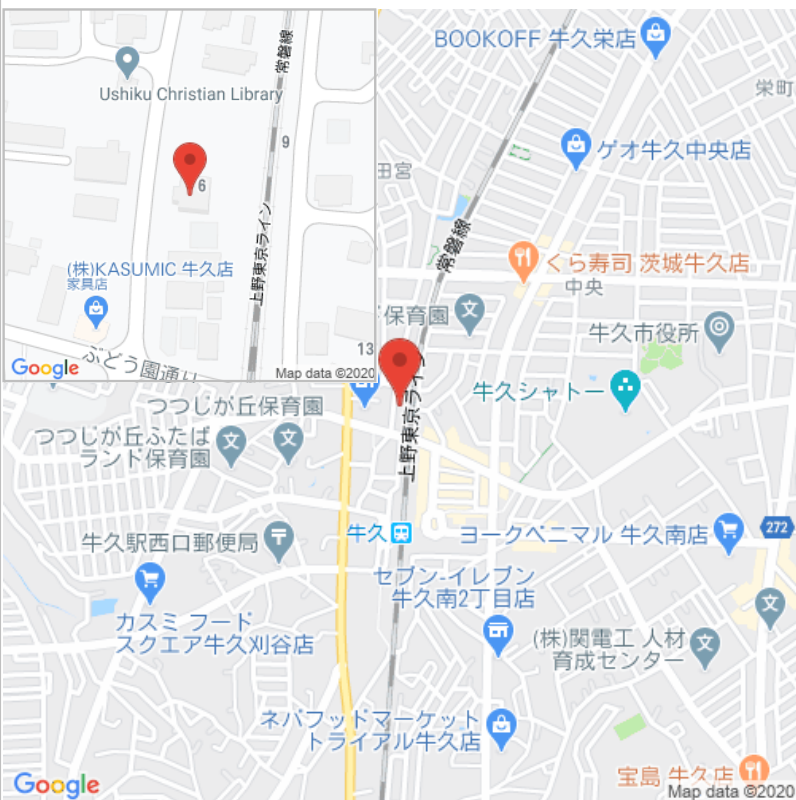 常磐線
Ushiku Christian Library
9
6
上野東京ライン
(株)KASUMIC 牛久店
家具店
13
ぶどう園通り
Google
Map data ©2020
BOOKOFF 牛久栄店
栄町
ゲオ牛久中央店
田宮
常磐線
くら寿司 茨城牛久店
中央
保育園
牛久市役所
牛久シャトー
上野東京ライン
つつじが丘保育園
つつじが丘ふたば
ランド保育園
牛久
ヨークベニマル 牛久南店
272
牛久駅西口郵便局
セブン-イレブン
牛久南2丁目店
カスミ フード
スクエア牛久刈谷店
(株)関電工 人材
育成センター
ネバフッドマーケット
トライアル牛久店
宝島 牛久店
Google
Map data ©2020